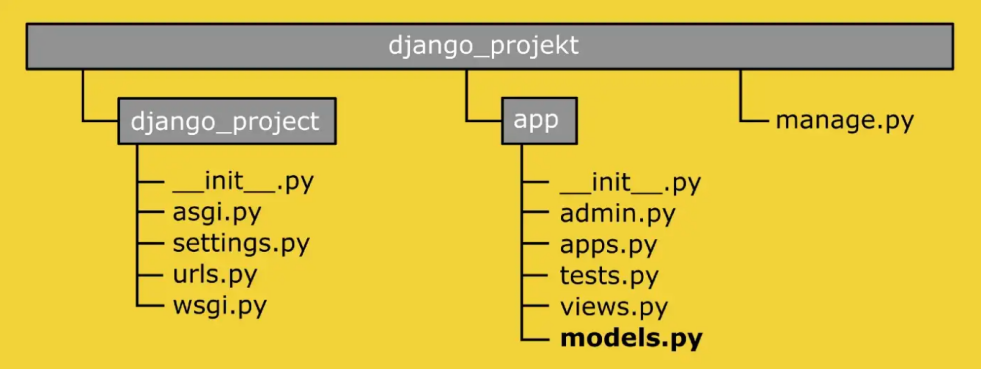 django_projekt
django_project
__init__.py
asgi.py
settings.py
urls.py
wsgi.py
app
__init__.py
admin.py
apps.py
tests.py
views.py
models.py
manage.py